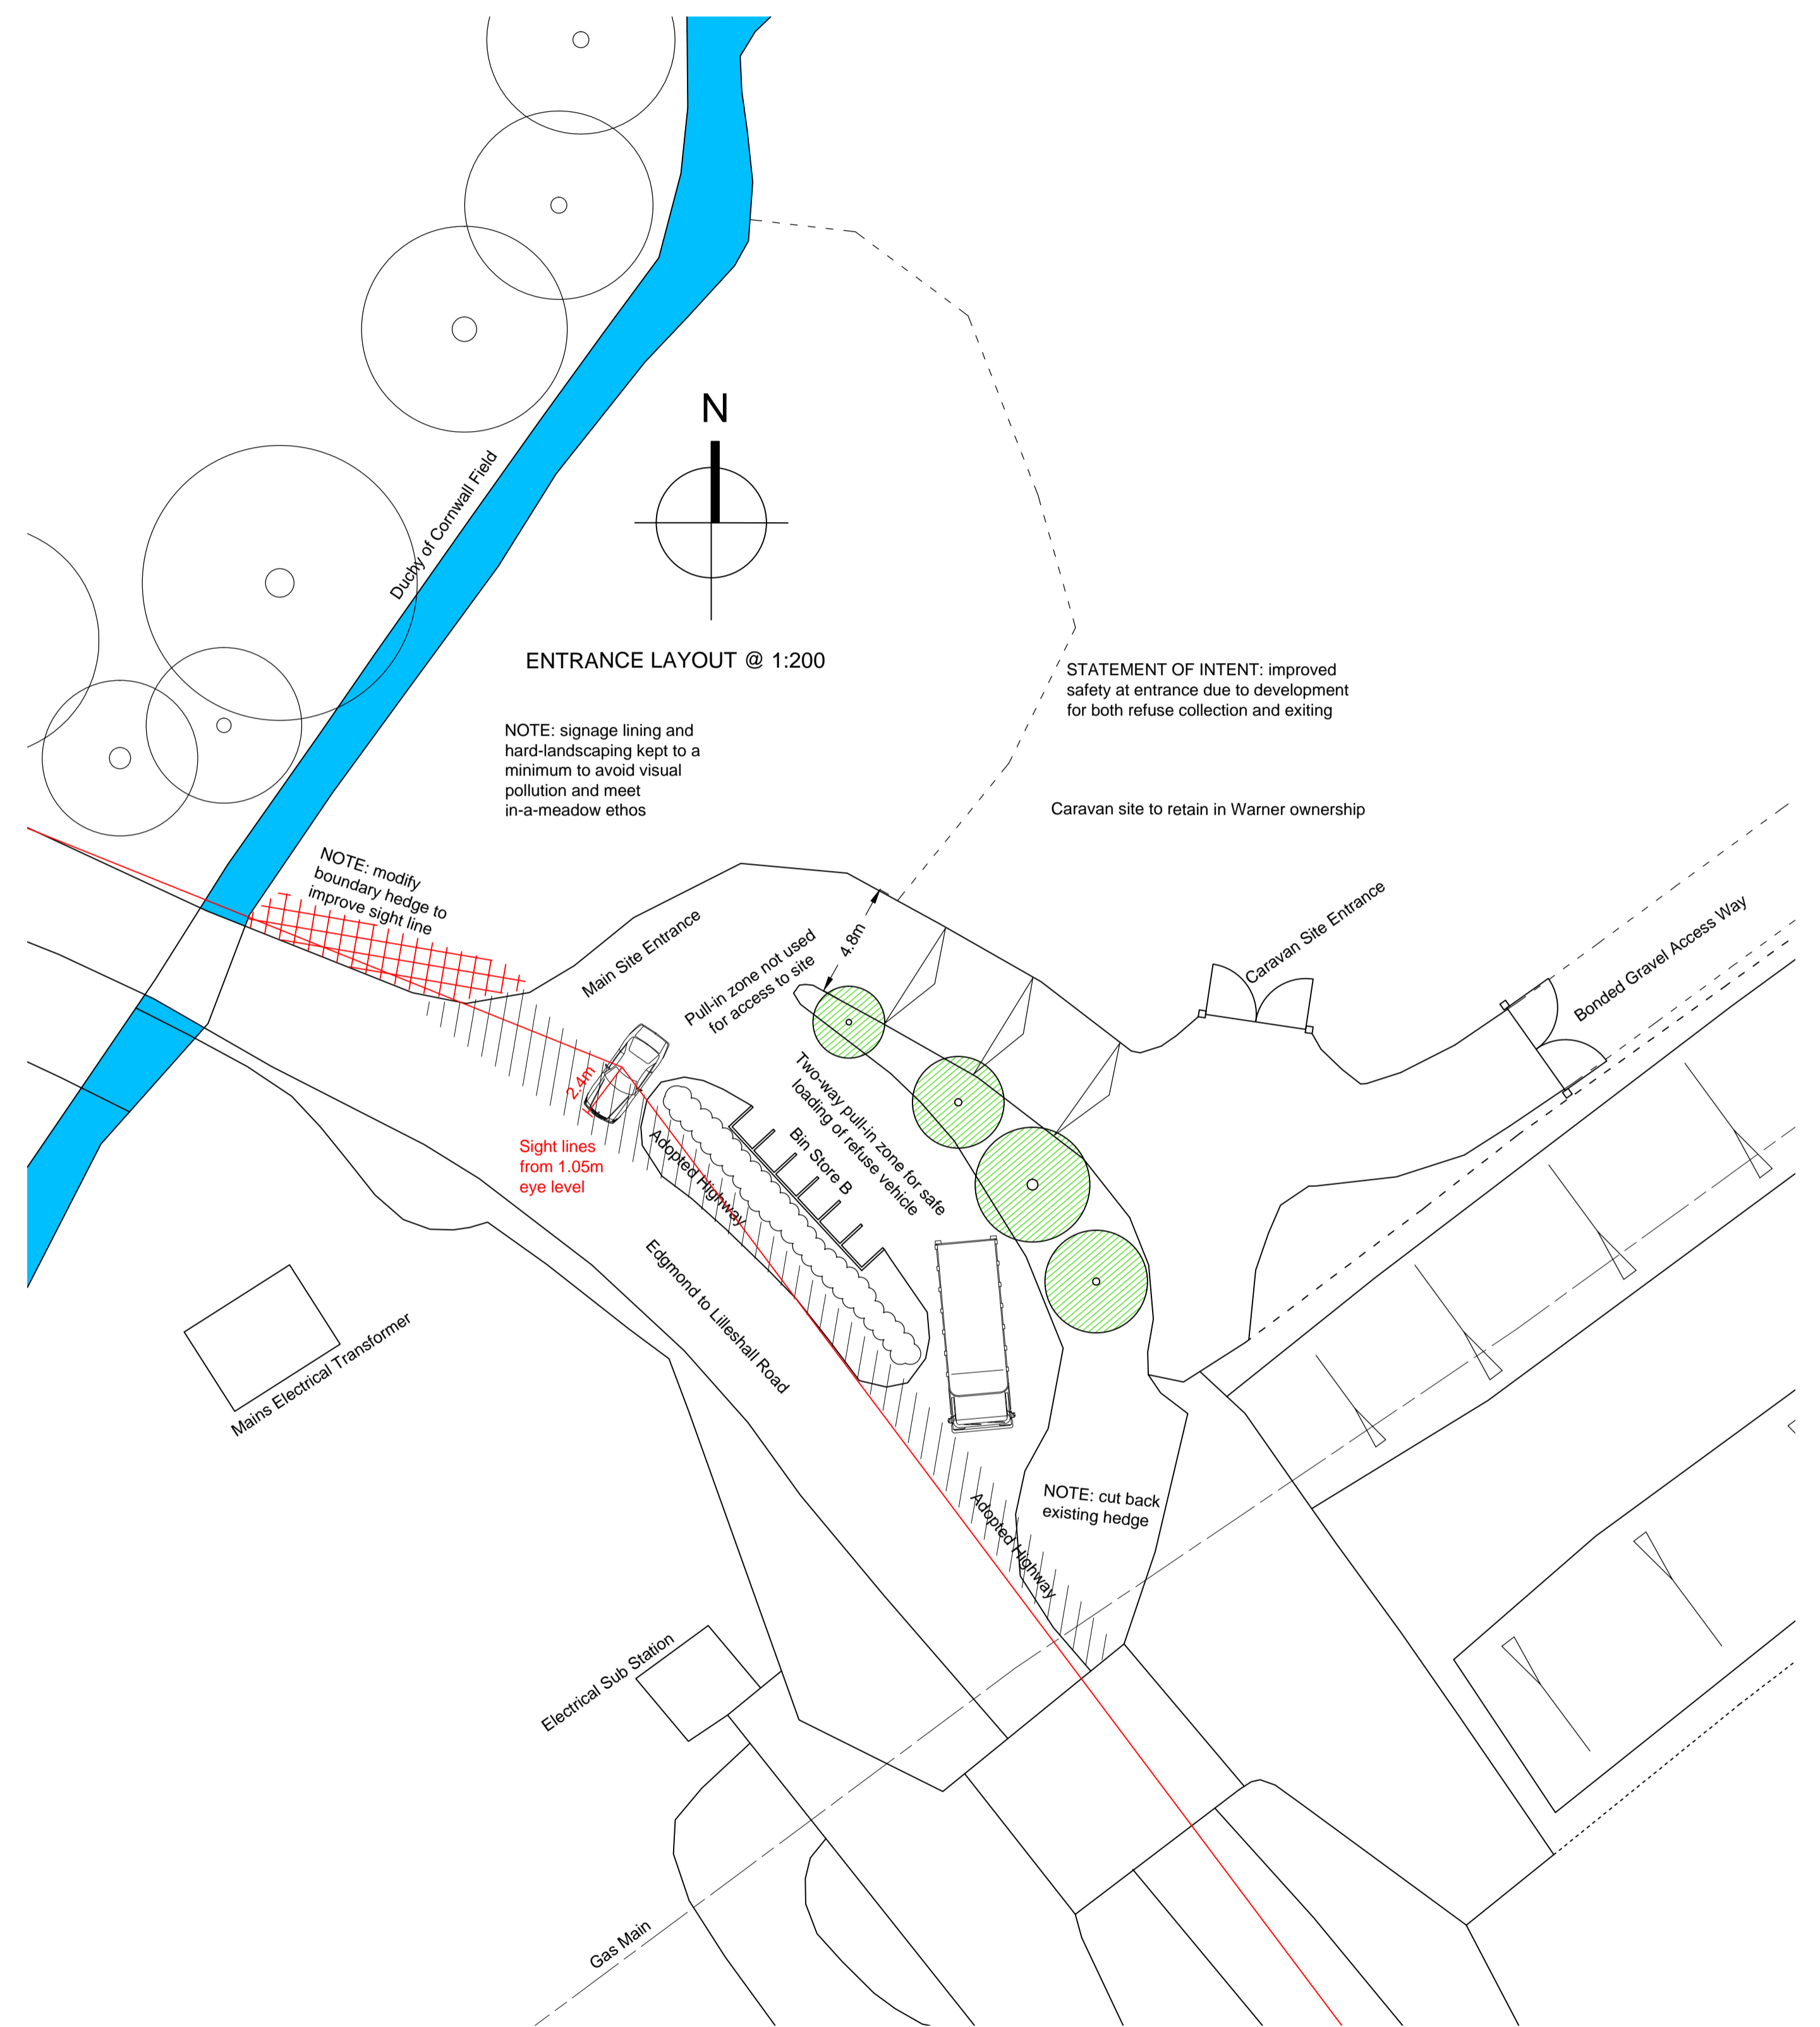 N
Duchy of Cornwall Field
ENTRANCE LAYOUT @ 1:200
STATEMENT OF INTENT: improved
safety at entrance due to development
for both refuse collection and exiting
NOTE: signage lining and
hard-landscaping kept to a
minimum to avoid visual
pollution and meet
in-a-meadow ethos
Caravan site to retain in Warner ownership
NOTE: modify
boundary hedge to
improve sight line
Main Site Entrance
Pull-in zone not used
for access to site
4.8m
Caravan Site Entrance
Bonded Gravel Access Way
2.4m
Two-way pull-in zone for safe
loading of refuse vehicle
Bin Store B
Adopted Highway
Sight lines
from 1.05m
eye level
Edgmond to Lilleshall Road
Mains Electrical Transformer
NOTE: cut back
existing hedge
Adopted Highway
Electrical Sub Station
Gas Main